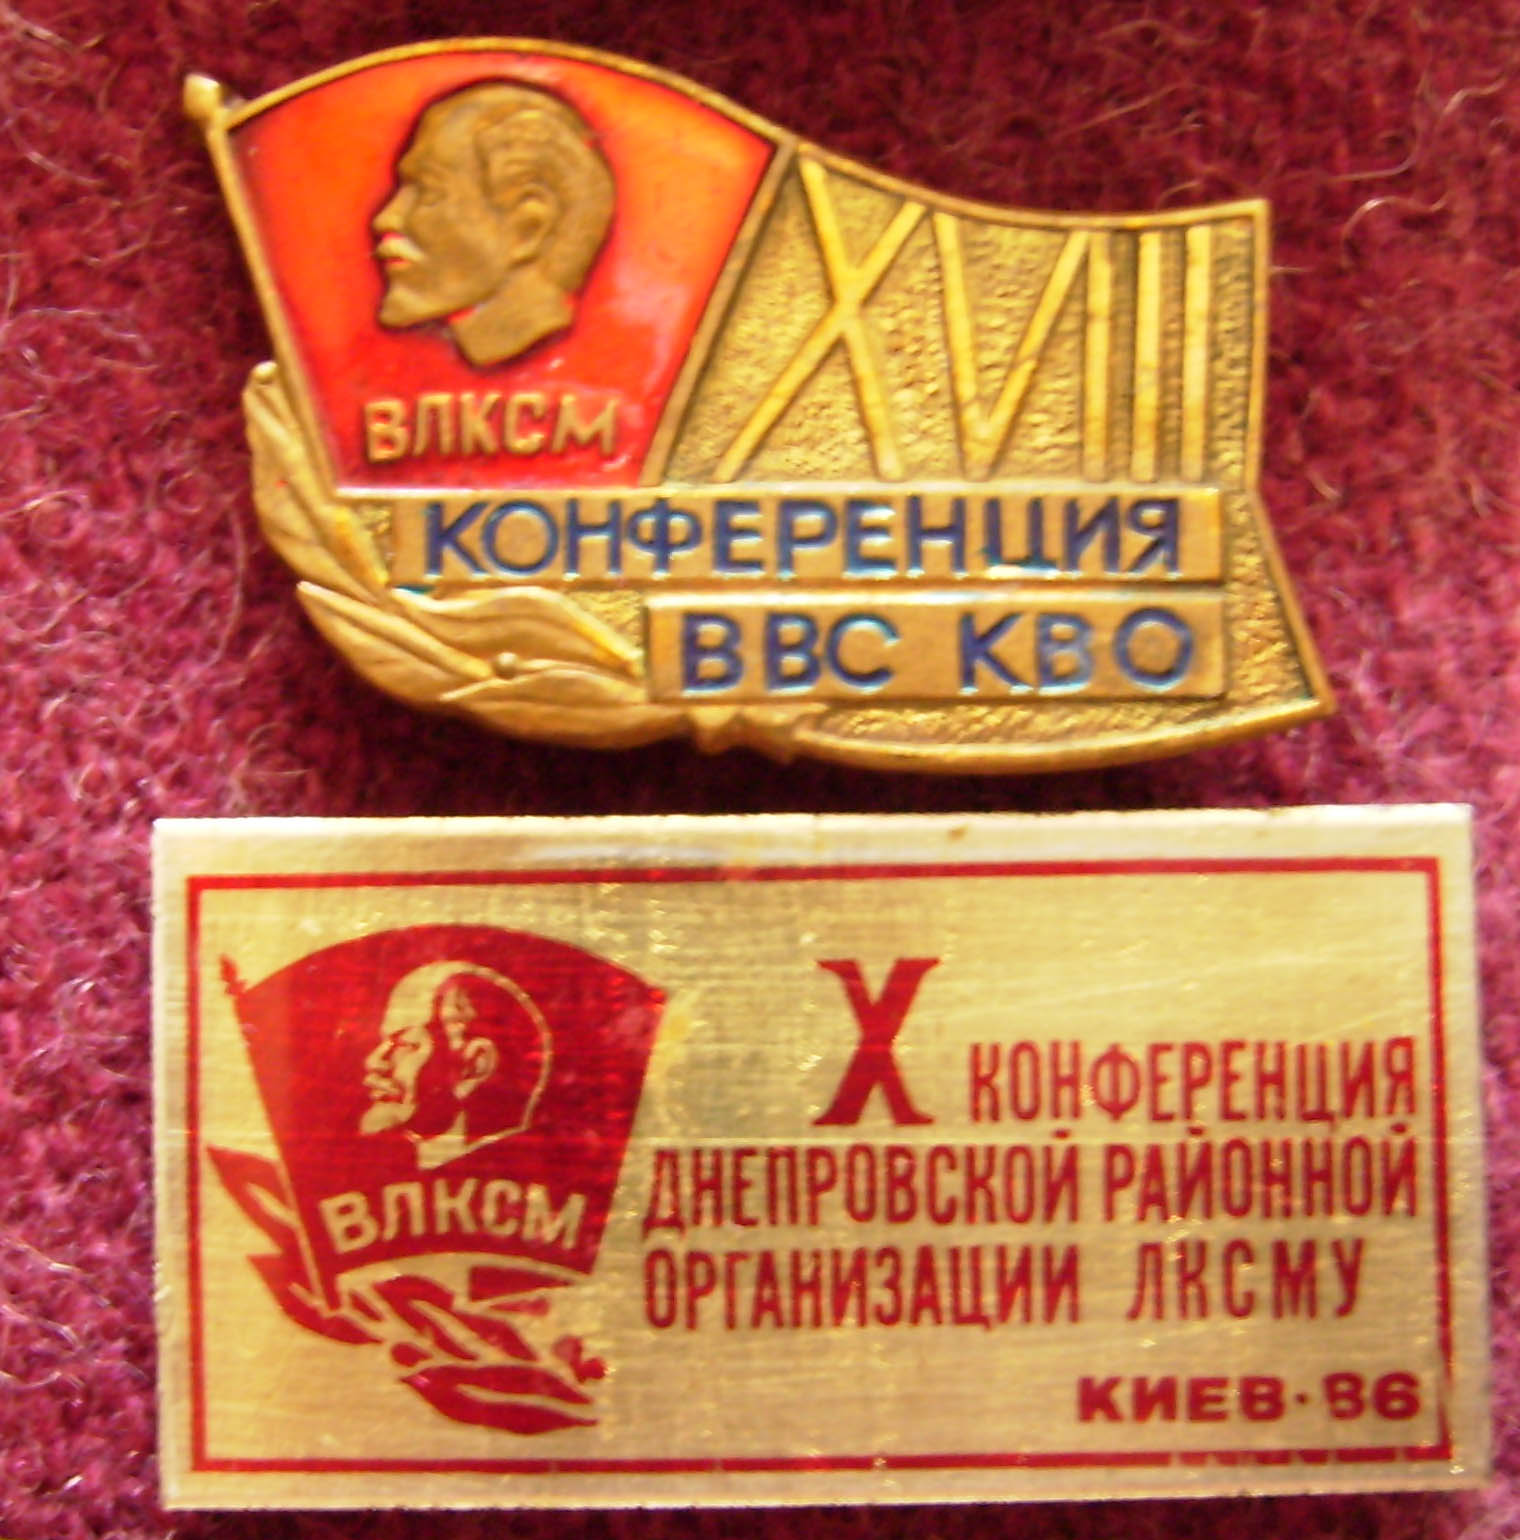 XVIII
ВЛКСМ
КОНФЕРЕНЦИЯ
ВВС КВО
X КОНФЕРЕНЦИЯ
ДНЕПРОВСКОЙ РАЙОННОЙ
ОРГАНИЗАЦИИ ЛКСМУ
ВЛКСМ
КИЕВ·86